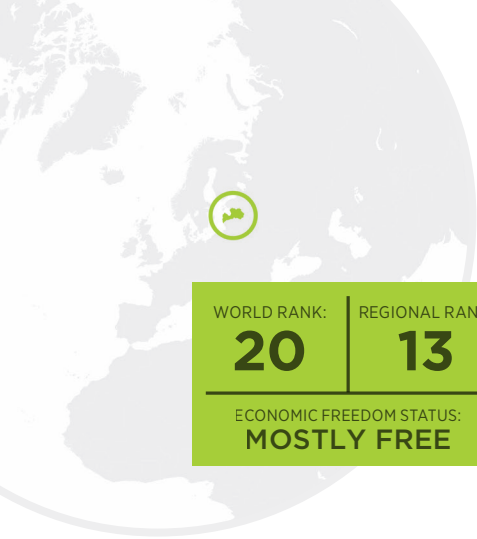 WORLD RANK: REGIONAL RAN
20 13
ECONOMIC FREEDOM STATUS:
MOSTLY FREE